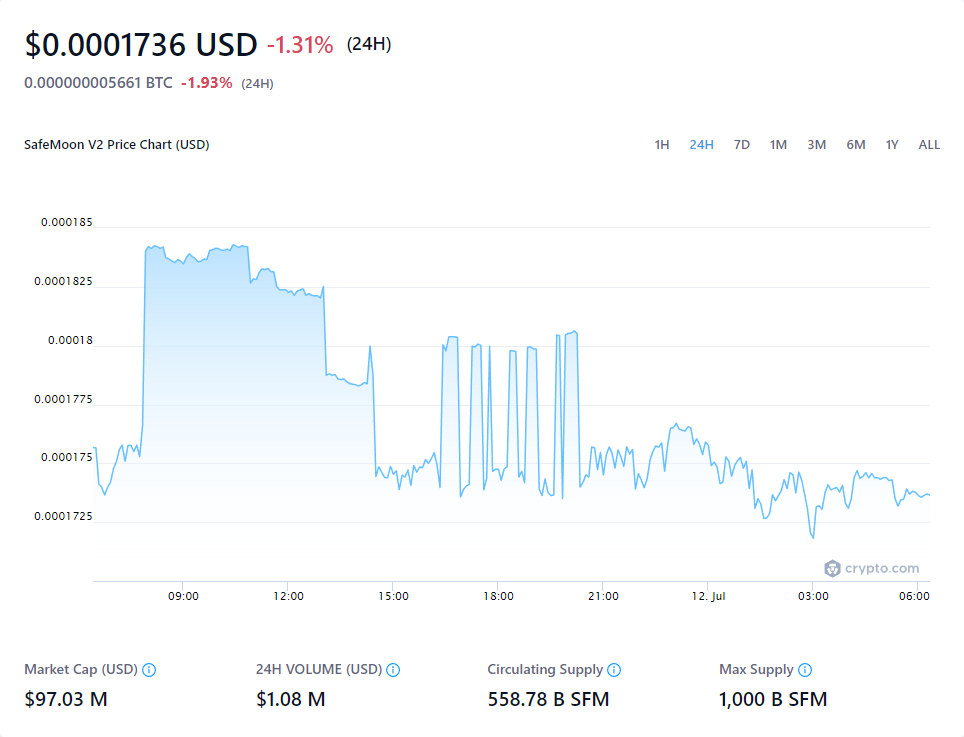 $0.0001736 USD -1.31% (24H)
0.000000005661 BTC -1.93% (24H)
SafeMoon V2 Price Chart (USD) 1H 24H 7D 1M 3M 6M 1Y ALL
0.000185
0.0001825
0.00018
0.0001775
0.000175
0.0001725
crypto.com
09:00 12:00 15:00 18:00 21:00 12. Jul 03:00 06:00
Market Cap (USD) 24H VOLUME (USD) Circulating Supply Max Supply
$97.03 M $1.08 M 558.78 B SFM 1,000 B SFM